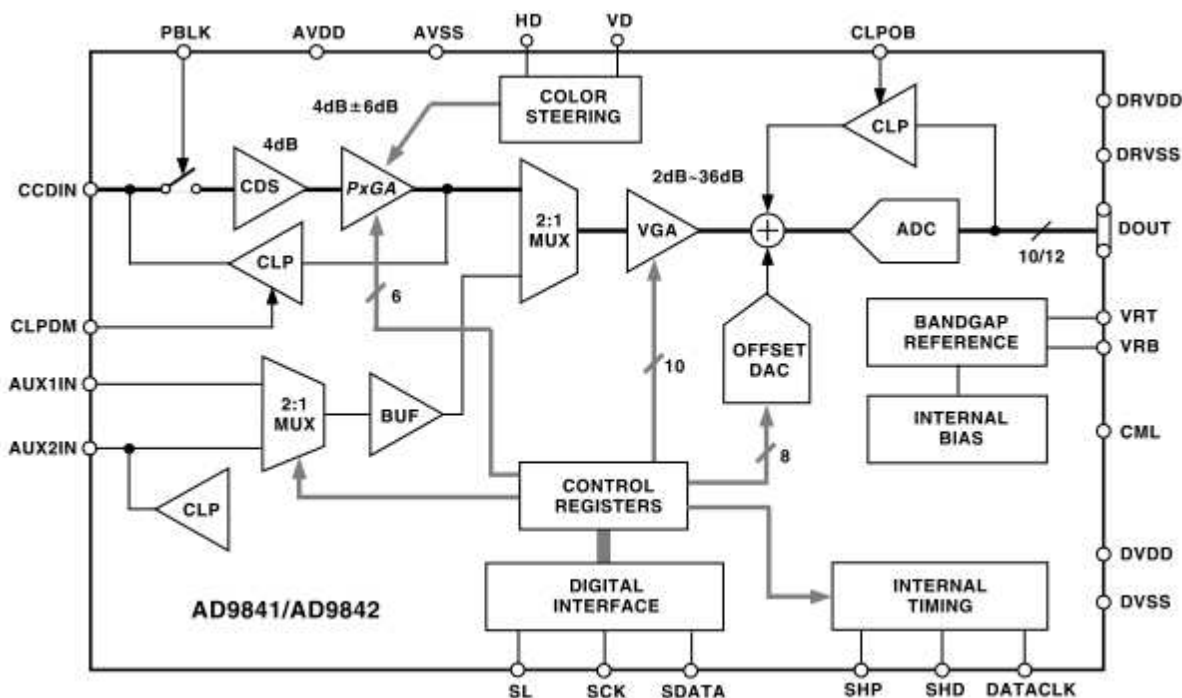 HD VD
PBLK AVDD AVSS CLPOB
COLOR
STEERING
4dB±6dB
DRVDD
CLP
DRVSS
4dB
CCDIN
CDS
PxGA
2:1
MUX
2dB~36dB
VGA
ADC
DOUT
10/12
CLP
6
CLPDM
BANDGAP
REFERENCE
VRT
VRB
OFFSET
DAC
10
AUX1IN
2:1
MUX
BUF
INTERNAL
BIAS
CML
AUX2IN
8
CLP
CONTROL
REGISTERS
DIGITAL
INTERFACE
INTERNAL
TIMING
DVDD
DVSS
AD9841/AD9842
SL SCK SDATA SHP SHD DATACLK